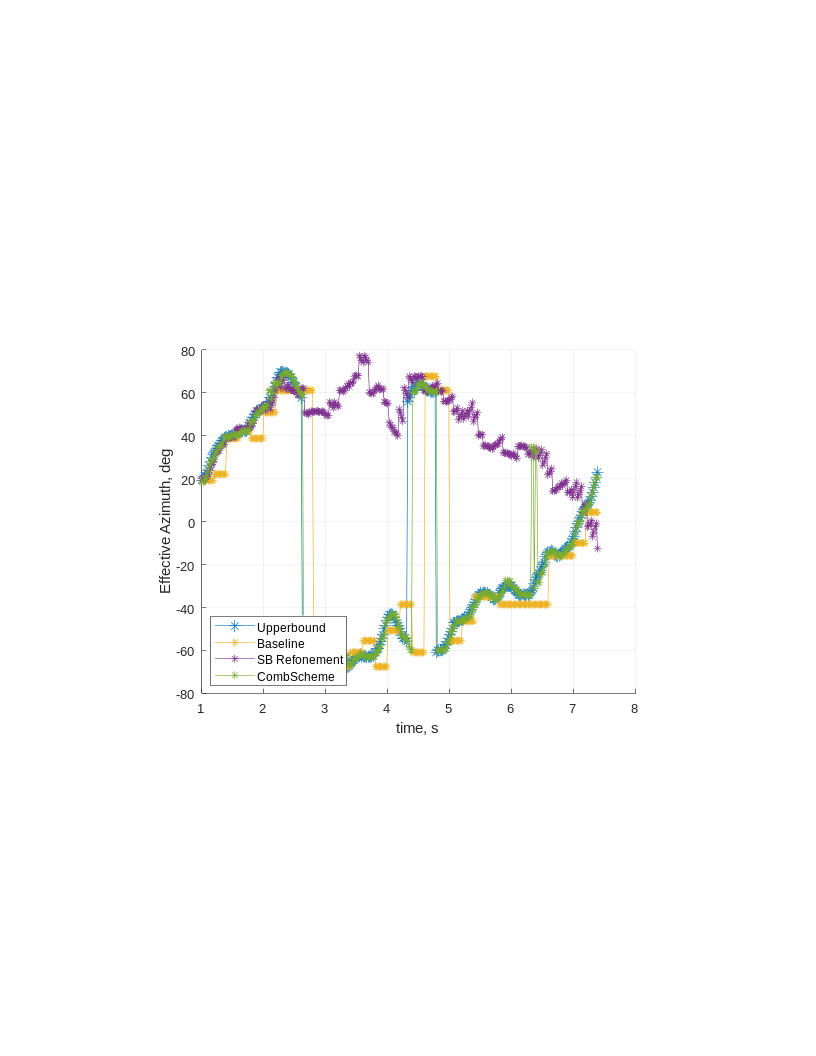 80
60
40
20
0
-20
-40
-60
-80
Effective Azimuth, deg
Upperbound
Baseline
SB Refonement
CombScheme
1 2 3 4 5 6 7 8
time, s